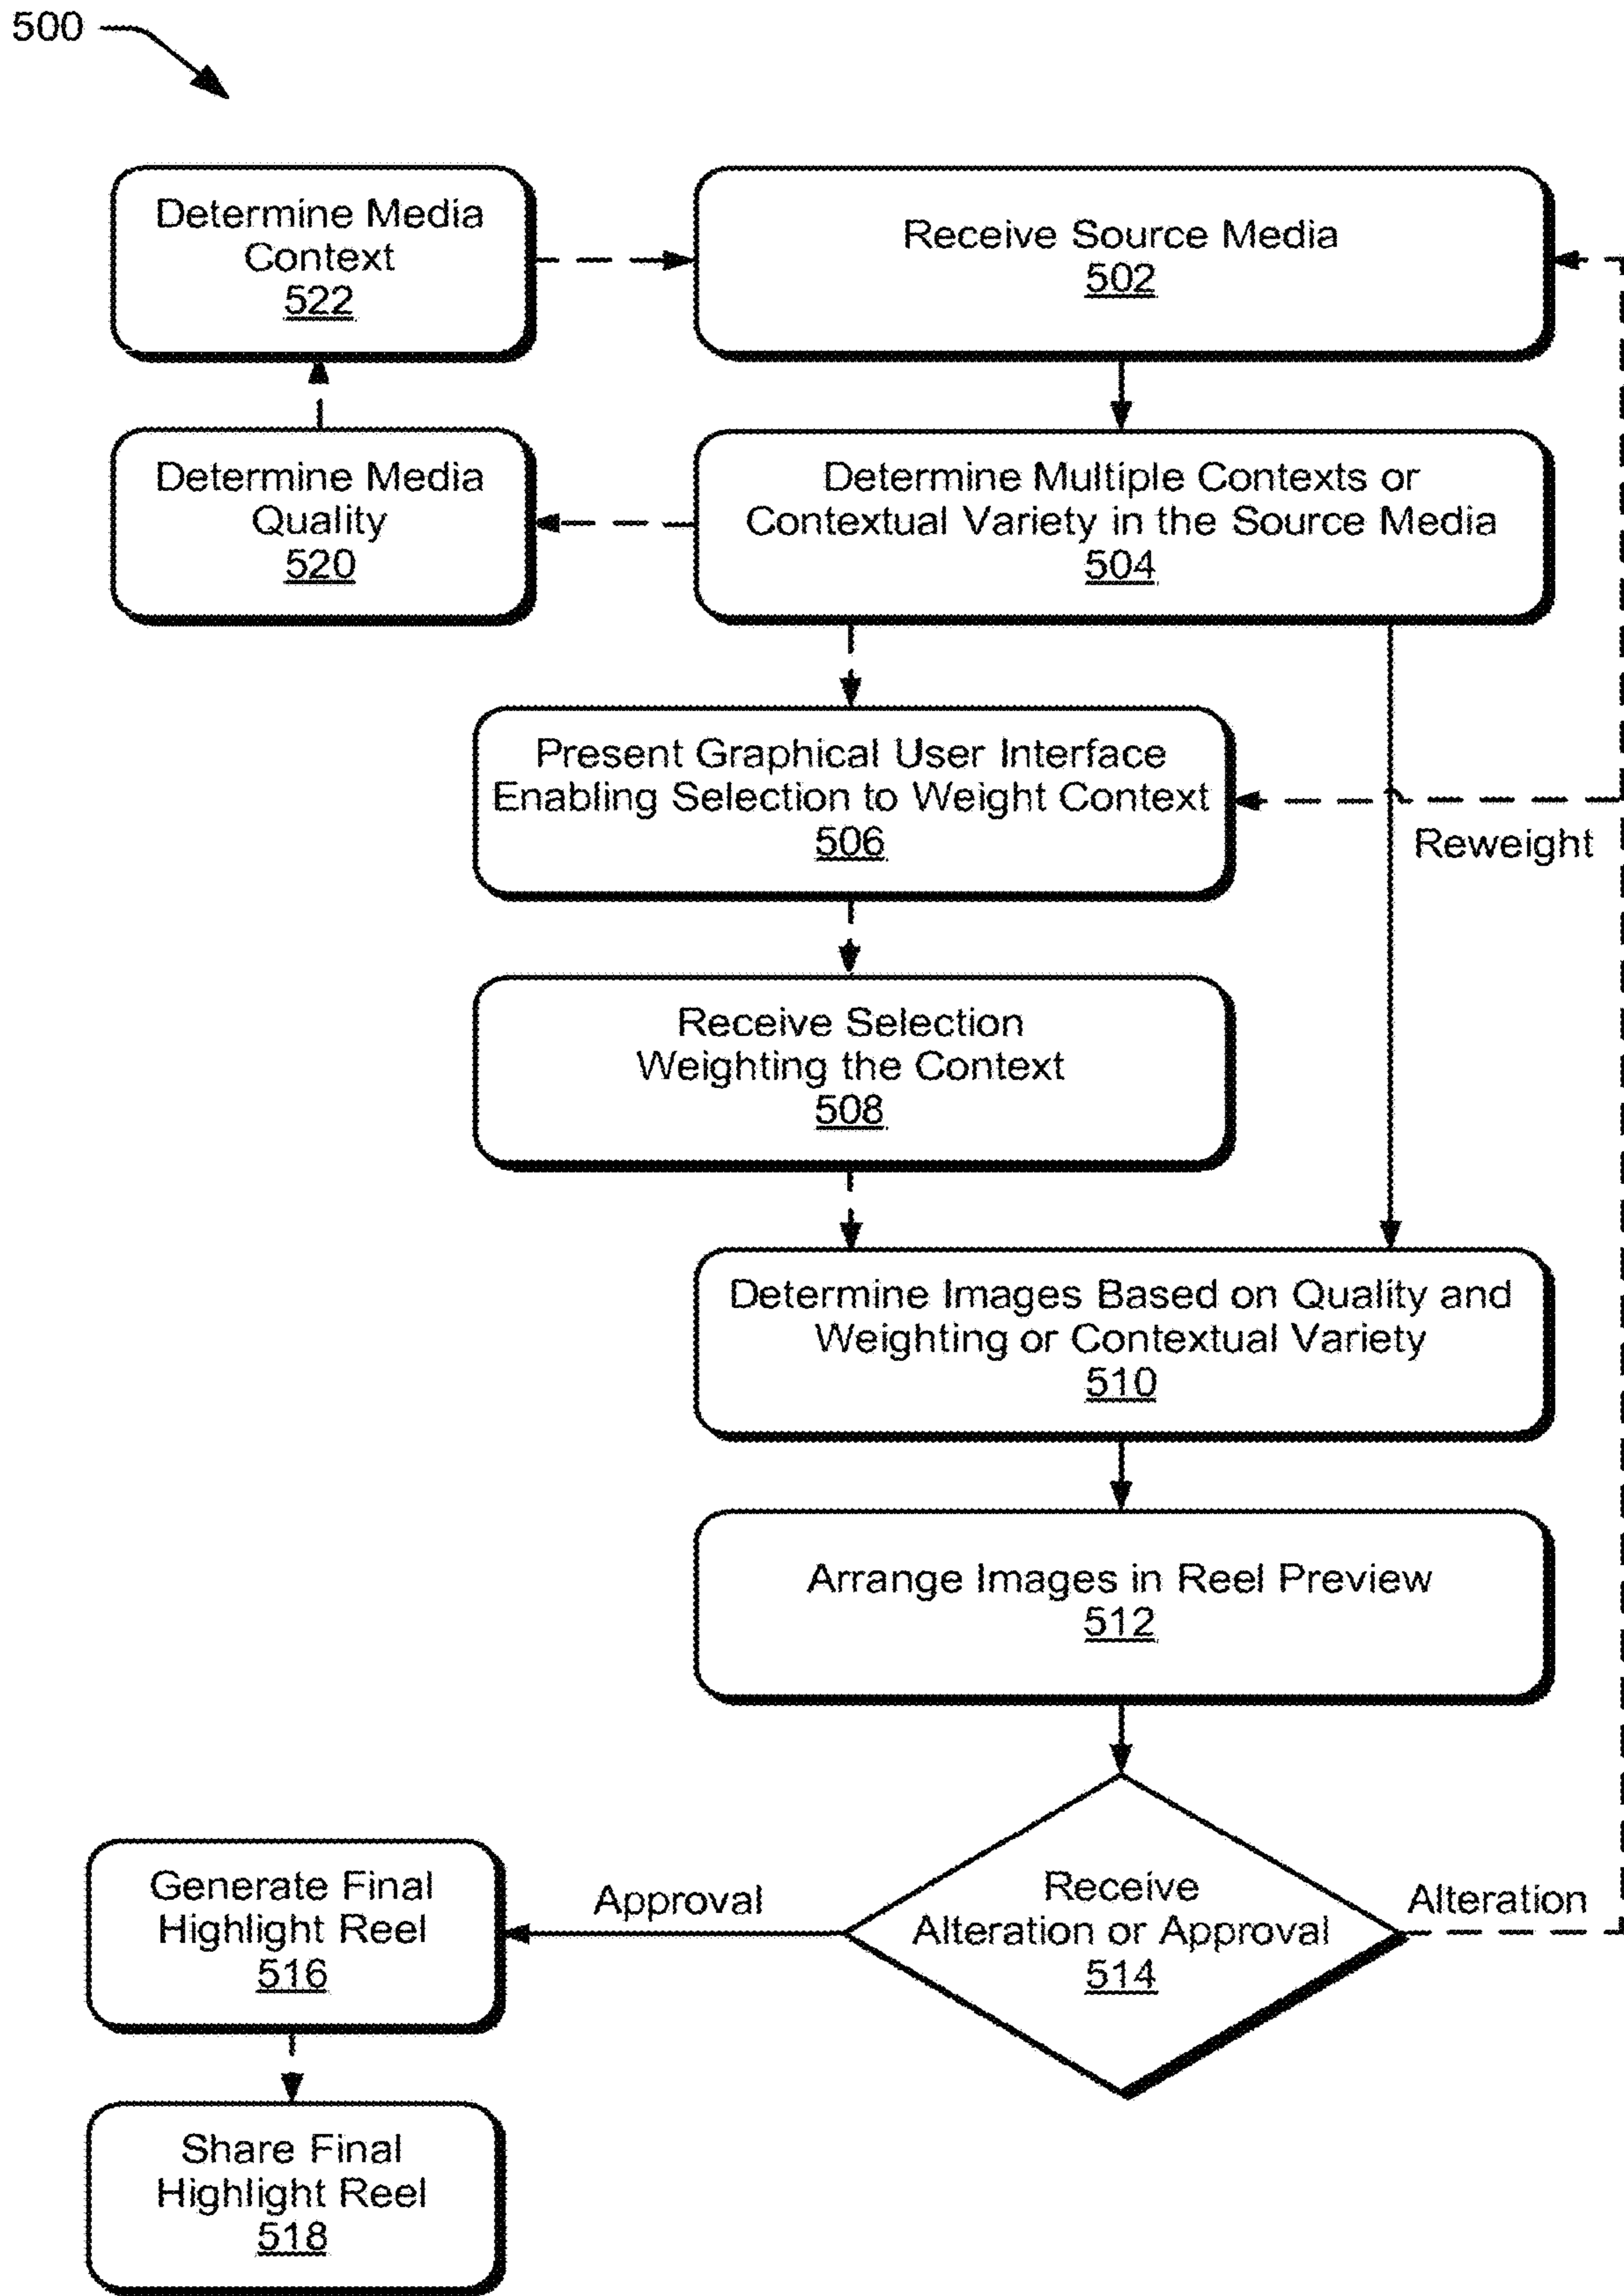 500
Determine Media
Context
522
Receive Source Media
502
Determine Media
Quality
520
Determine Multiple Contexts or
Contextual Variety in the Source Media
504
Present Graphical User Interface
Enabling Selection to Weight Context
506
Reweight
Receive Selection
Weighting the Context
508
Determine Images Based on Quality and
Weighting or Contextual Variety
510
Arrange Images in Reel Preview
512
Receive
Alteration or Approval
514
Alteration
Approval
Generate Final
Highlight Reel
516
Share Final
Highlight Reel
518